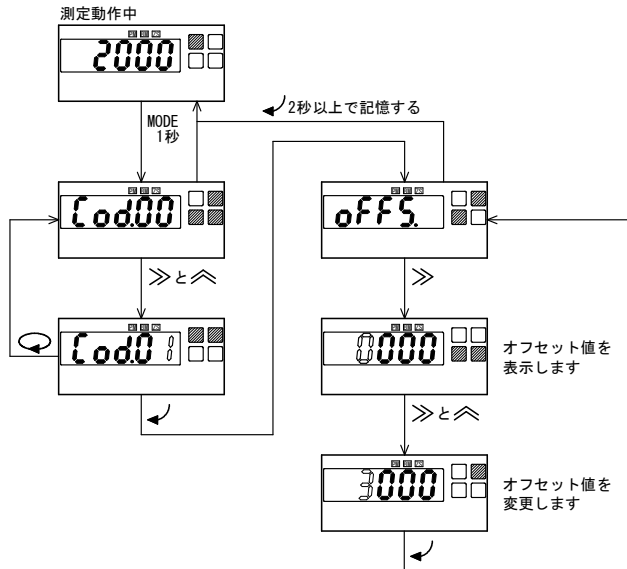 測定動作中
2000
MODE
1秒
2秒以上で記憶する
Cod.00
oFFS.
≫と︽
≫
Cod.01
0000
オフセット値を
表示します
≫と︽
3000
オフセット値を
変更します